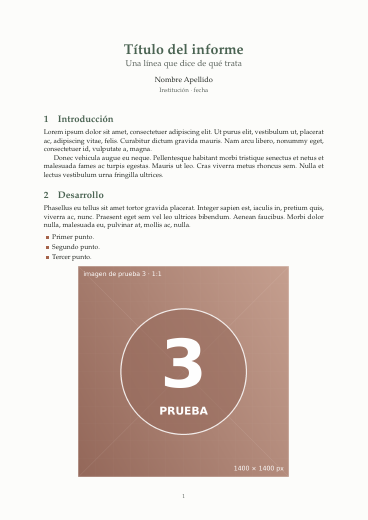 Título del informe
Una línea que dice de qué trata
Nombre Apellido
Institución · fecha
1 Introducción
Lorem ipsum dolor sit amet, consectetuer adipiscing elit. Ut purus elit, vestibulum ut, placerat
ac, adipiscing vitae, felis. Curabitur dictum gravida mauris. Nam arcu libero, nonummy eget,
consectetuer id, vulputate a, magna.
Donec vehicula augue eu neque. Pellentesque habitant morbi tristique senectus et netus et
malesuada fames ac turpis egestas. Mauris ut leo. Cras viverra metus rhoncus sem. Nulla et
lectus vestibulum urna fringilla ultrices.
2 Desarrollo
Phasellus eu tellus sit amet tortor gravida placerat. Integer sapien est, iaculis in, pretium quis,
viverra ac, nunc. Praesent eget sem vel leo ultrices bibendum. Aenean faucibus. Morbi dolor
nulla, malesuada eu, pulvinar at, mollis ac, nulla.
Primer punto.
Segundo punto.
Tercer punto.
imagen de prueba 3 · 1:1
3
PRUEBA
1400 × 1400 px
1